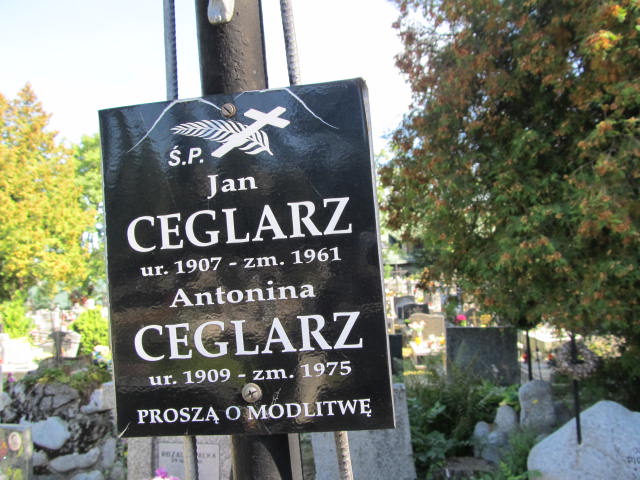 Ś.P.
Jan
CEGLARZ
ur. 1907 - zm. 1961
Antonina
CEGLARZ
ur. 1909 - zm. 1975
PROSZĄ O MODLITWĘ